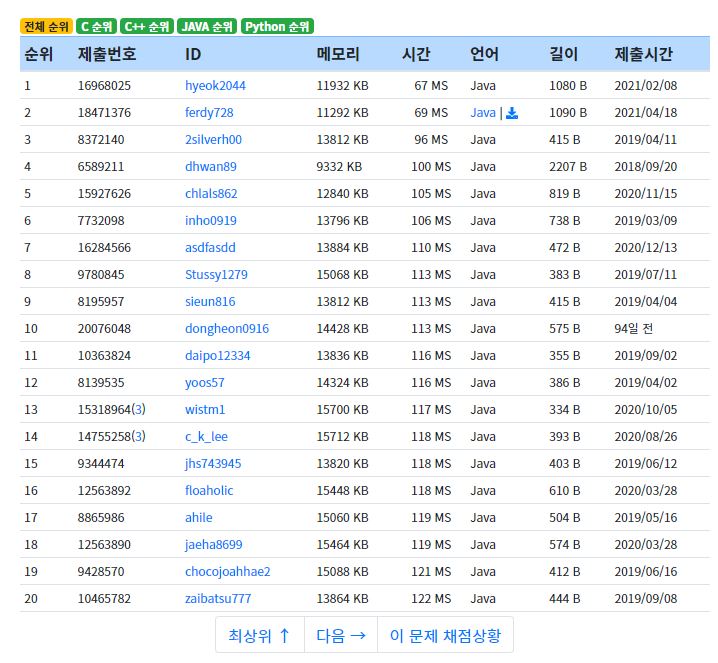 전체 순위 C 순위 C++ 순위 JAVA 순위 Python 순위
순위 제출번호 ID 메모리 시간 언어 길이 제출시간
1 16968025 hyeok2044 11932 KB 67 MS Java 1080 B 2021/02/08
2 18471376 ferdy728 11292 KB 69 MS Java | 1090 B 2021/04/18
3 8372140 2silverh00 13812 KB 96 MS Java 415 B 2019/04/11
4 6589211 dhwan89 9332 KB 100 MS Java 2207 B 2018/09/20
5 15927626 chlals862 12840 KB 105 MS Java 819 B 2020/11/15
6 7732098 inho0919 13796 KB 106 MS Java 738 B 2019/03/09
7 16284566 asdfasdd 13884 KB 110 MS Java 472 B 2020/12/13
8 9780845 Stussy1279 15068 KB 113 MS Java 383 B 2019/07/11
9 8195957 sieun816 13812 KB 113 MS Java 415 B 2019/04/04
10 20076048 dongheon0916 14428 KB 113 MS Java 575 B 94일 전
11 10363824 daipo12334 13836 KB 116 MS Java 355 B 2019/09/02
12 8139535 yoos57 14324 KB 116 MS Java 386 B 2019/04/02
13 15318964(3) wistm1 15700 KB 117 MS Java 334 B 2020/10/05
14 14755258(3) c_k_lee 15712 KB 118 MS Java 393 B 2020/08/26
15 9344474 jhs743945 13820 KB 118 MS Java 403 B 2019/06/12
16 12563892 floaholic 15448 KB 118 MS Java 610 B 2020/03/28
17 8865986 ahile 15060 KB 119 MS Java 504 B 2019/05/16
18 12563890 jaeha8699 15464 KB 119 MS Java 574 B 2020/03/28
19 9428570 chocojoahhae2 15088 KB 121 MS Java 412 B 2019/06/16
20 10465782 zaibatsu777 13864 KB 122 MS Java 444 B 2019/09/08
최상위 ↑ 다음 → 이 문제 채점상황